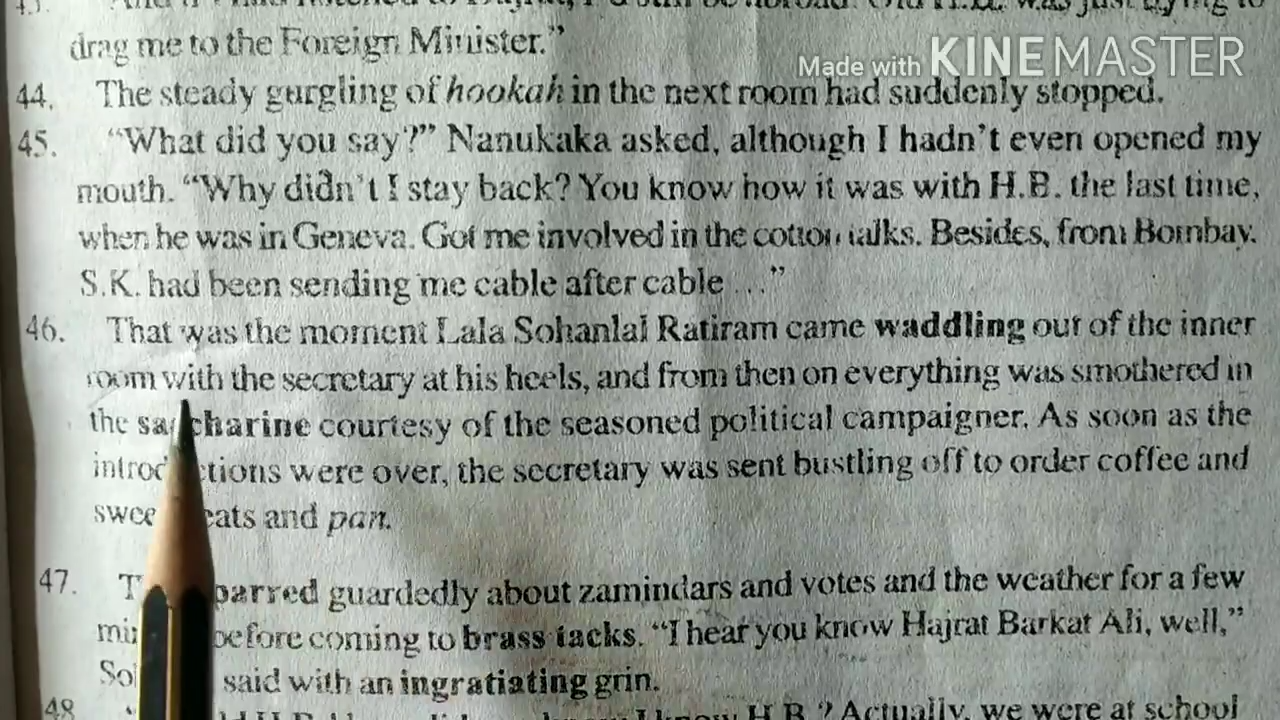 drag me to the Foreign Minister."
Made with KINEMASTER
44. The steady gurgling of hookah in the next room had suddenly stopped.
45. "What did you say?" Nanukaka asked, although I hadn't even opened my
mouth. "Why didn't I stay back? You know how it was with H.B. the last time,
when he was in Geneva. Got me involved in the cotton talks. Besides, from Bombay.
S.K. had been sending me cable after cable ..."
46. That was the moment Lala Sohanlal Ratiram came waddling out of the inner
room with the secretary at his heels, and from then on everything was smothered in
the saccharine courtesy of the seasoned political campaigner. As soon as the
introductions were over, the secretary was sent bustling off to order coffee and
sweetmeats and pan.
47. parred guardedly about zamindars and votes and the weather for a few
before coming to brass tacks. "I hear you know Hajrat Barkat Ali, well,"
said with an ingratiating grin.
48 I know H.B.? Actually, we were at school